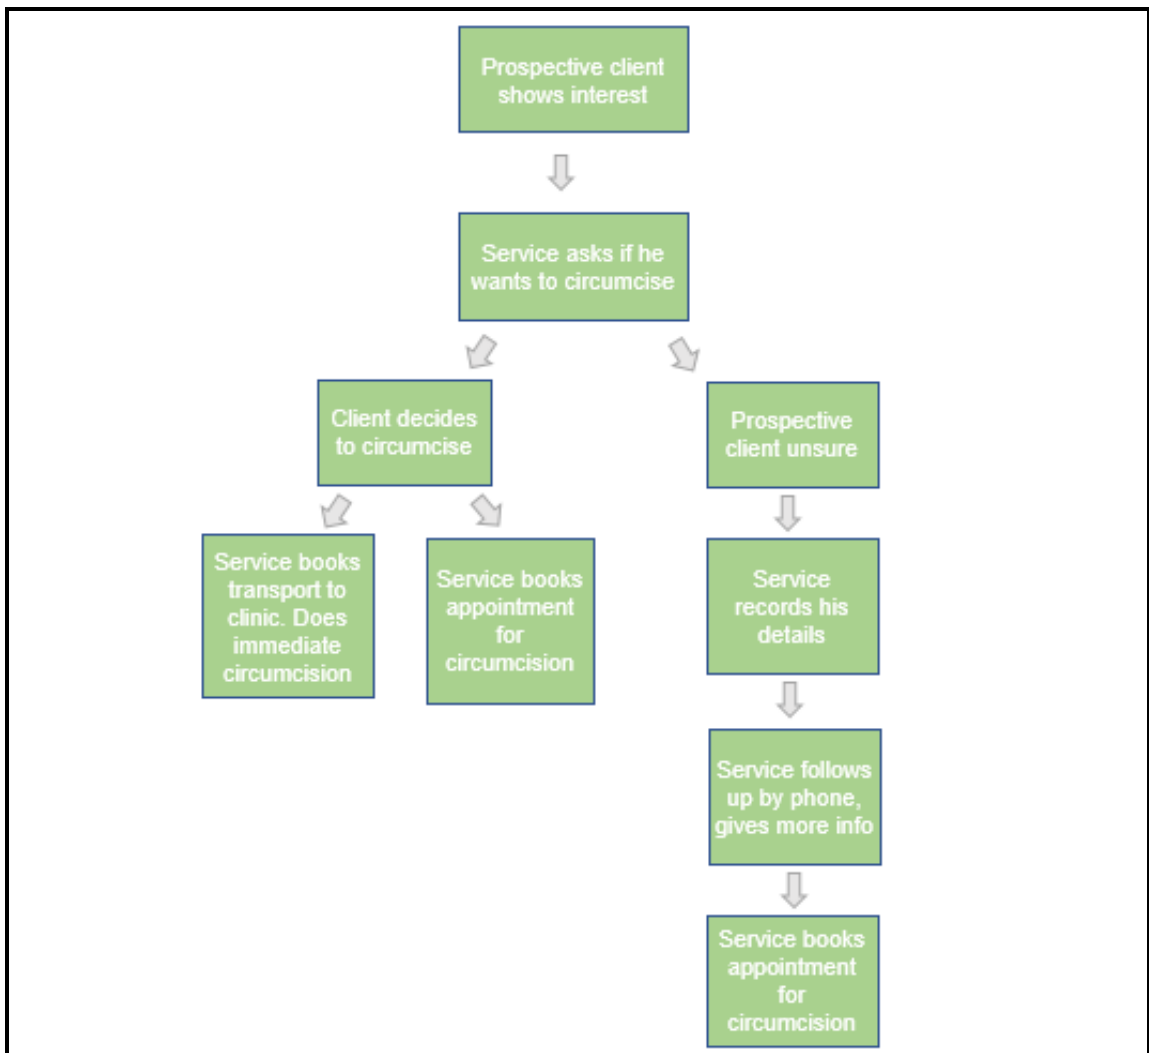 Prospective client
shows interest
Service asks if he
wants to circumcise
Client decides
to circumcise
Prospective
client unsure
Service books
transport to
clinic. Does
immediate
circumcision
Service books
appointment
for
circumcision
Service
records his
details
Service follows
up by phone,
gives more info
Service books
appointment
for
circumcision